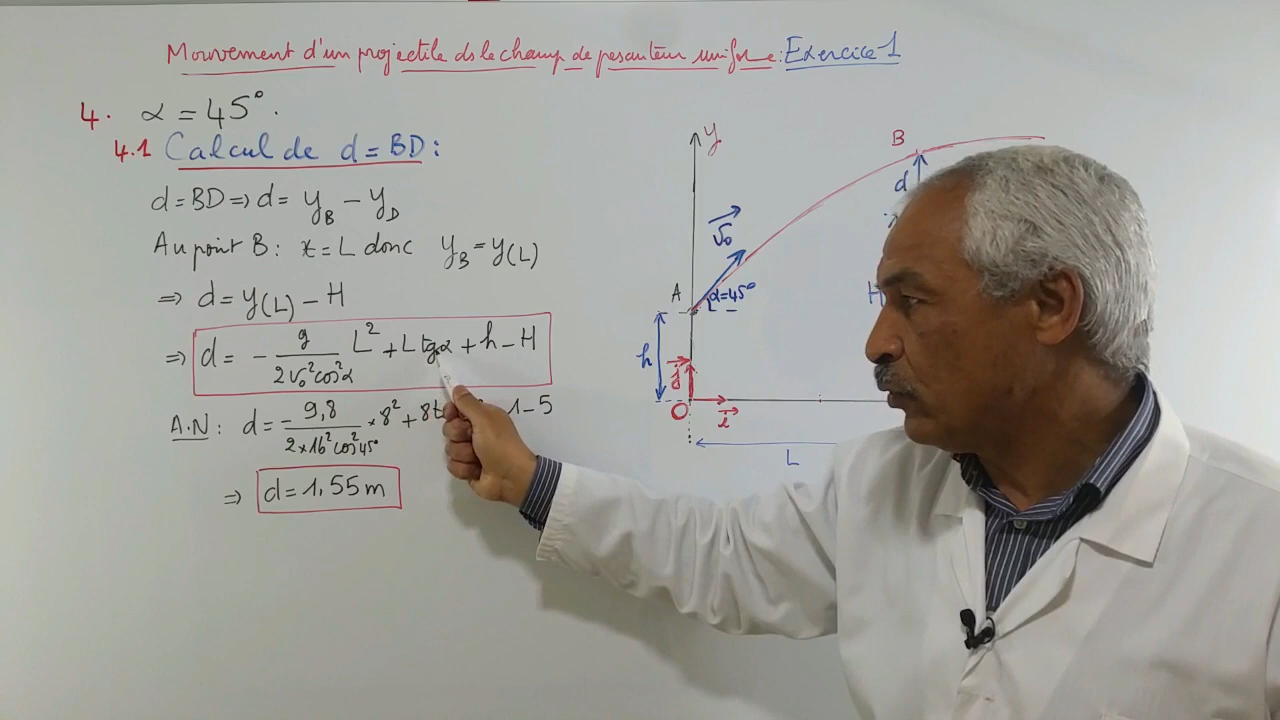 Mouvement d'un projectile ds le champ de pesanteur uniforme : Exercice 1
4. α = 45°.
4.1 Calcul de d = BD :
d = BD ⇒ d = y_B − y_D
Au point B : x = L donc y_B = y(L)
⇒ d = y(L) − H
⇒ d = − g/(2v₀²cos²α) L² + L tgα + h − H
A.N : d = − 9,8/(2×16²cos²45°) × 8² + 8t 1 − 5
⇒ d = 1,55 m
y
B
d
v₀
A
α=45°
H
h
j
O
i
L